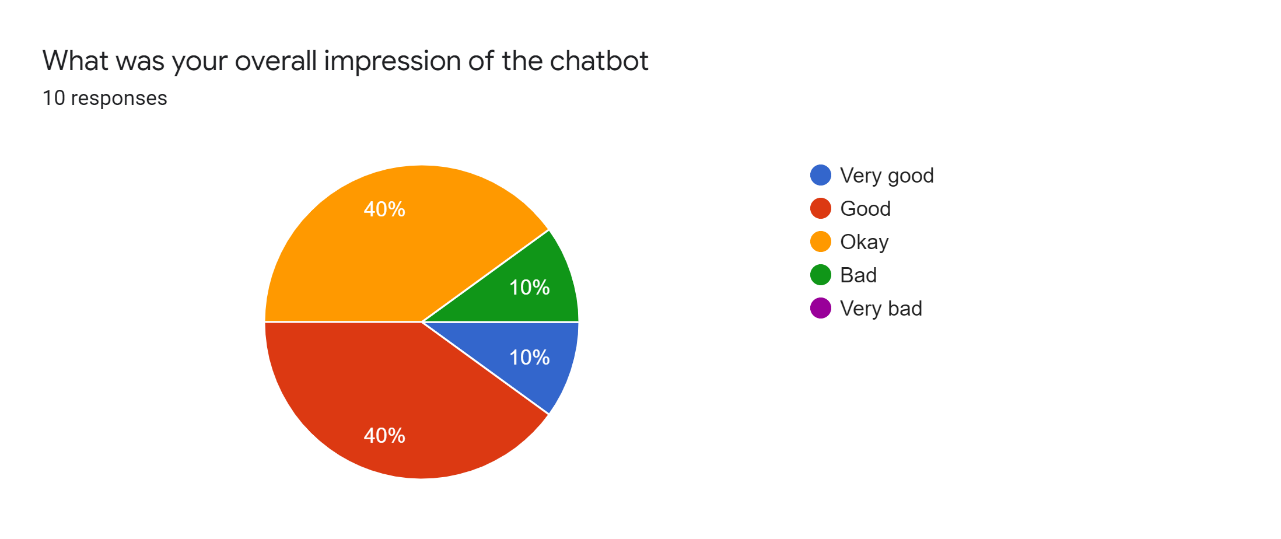 What was your overall impression of the chatbot
10 responses
40%
10%
10%
40%
Very good
Good
Okay
Bad
Very bad